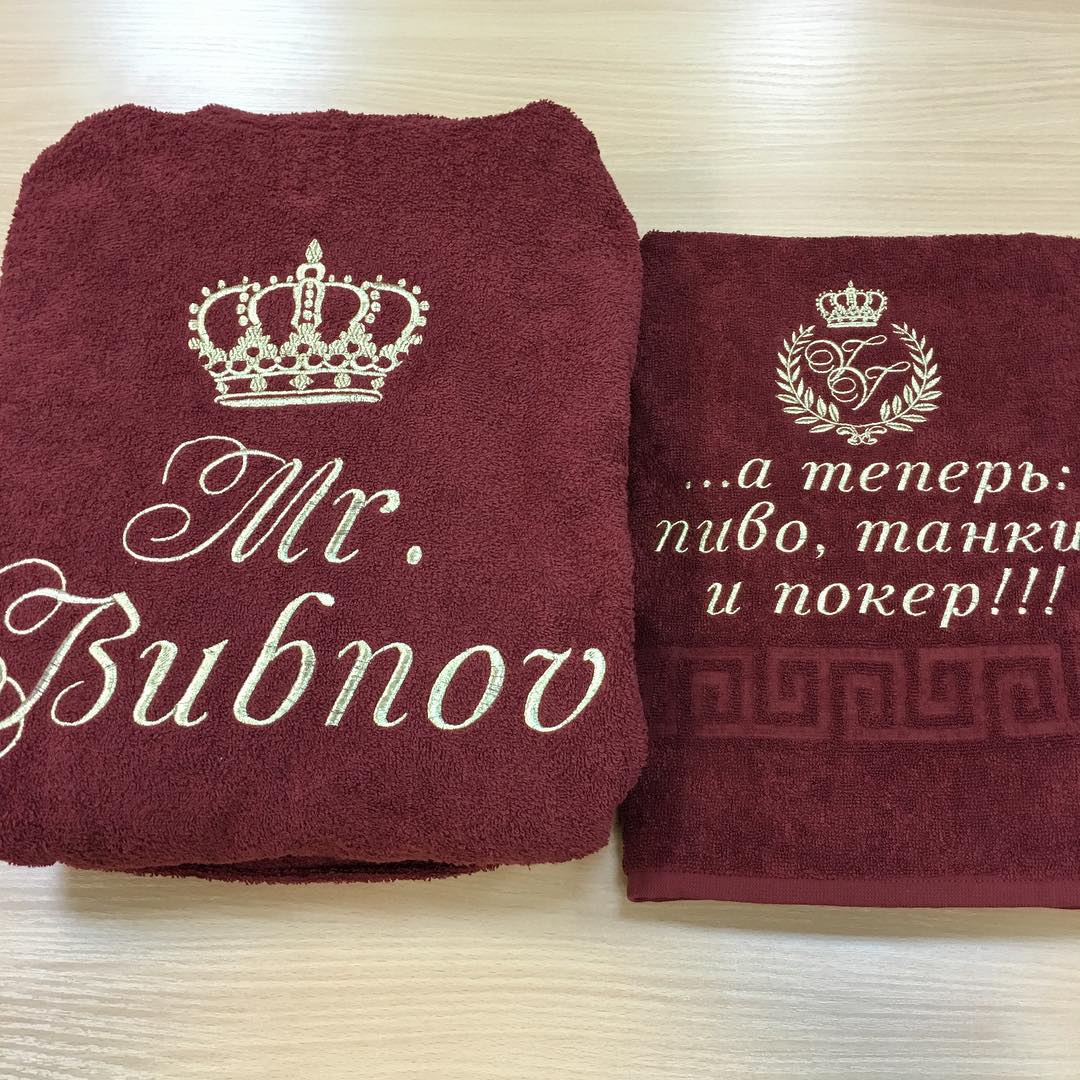 Mr.
Bubnov
...а теперь:
пиво, танки
и покер!!!